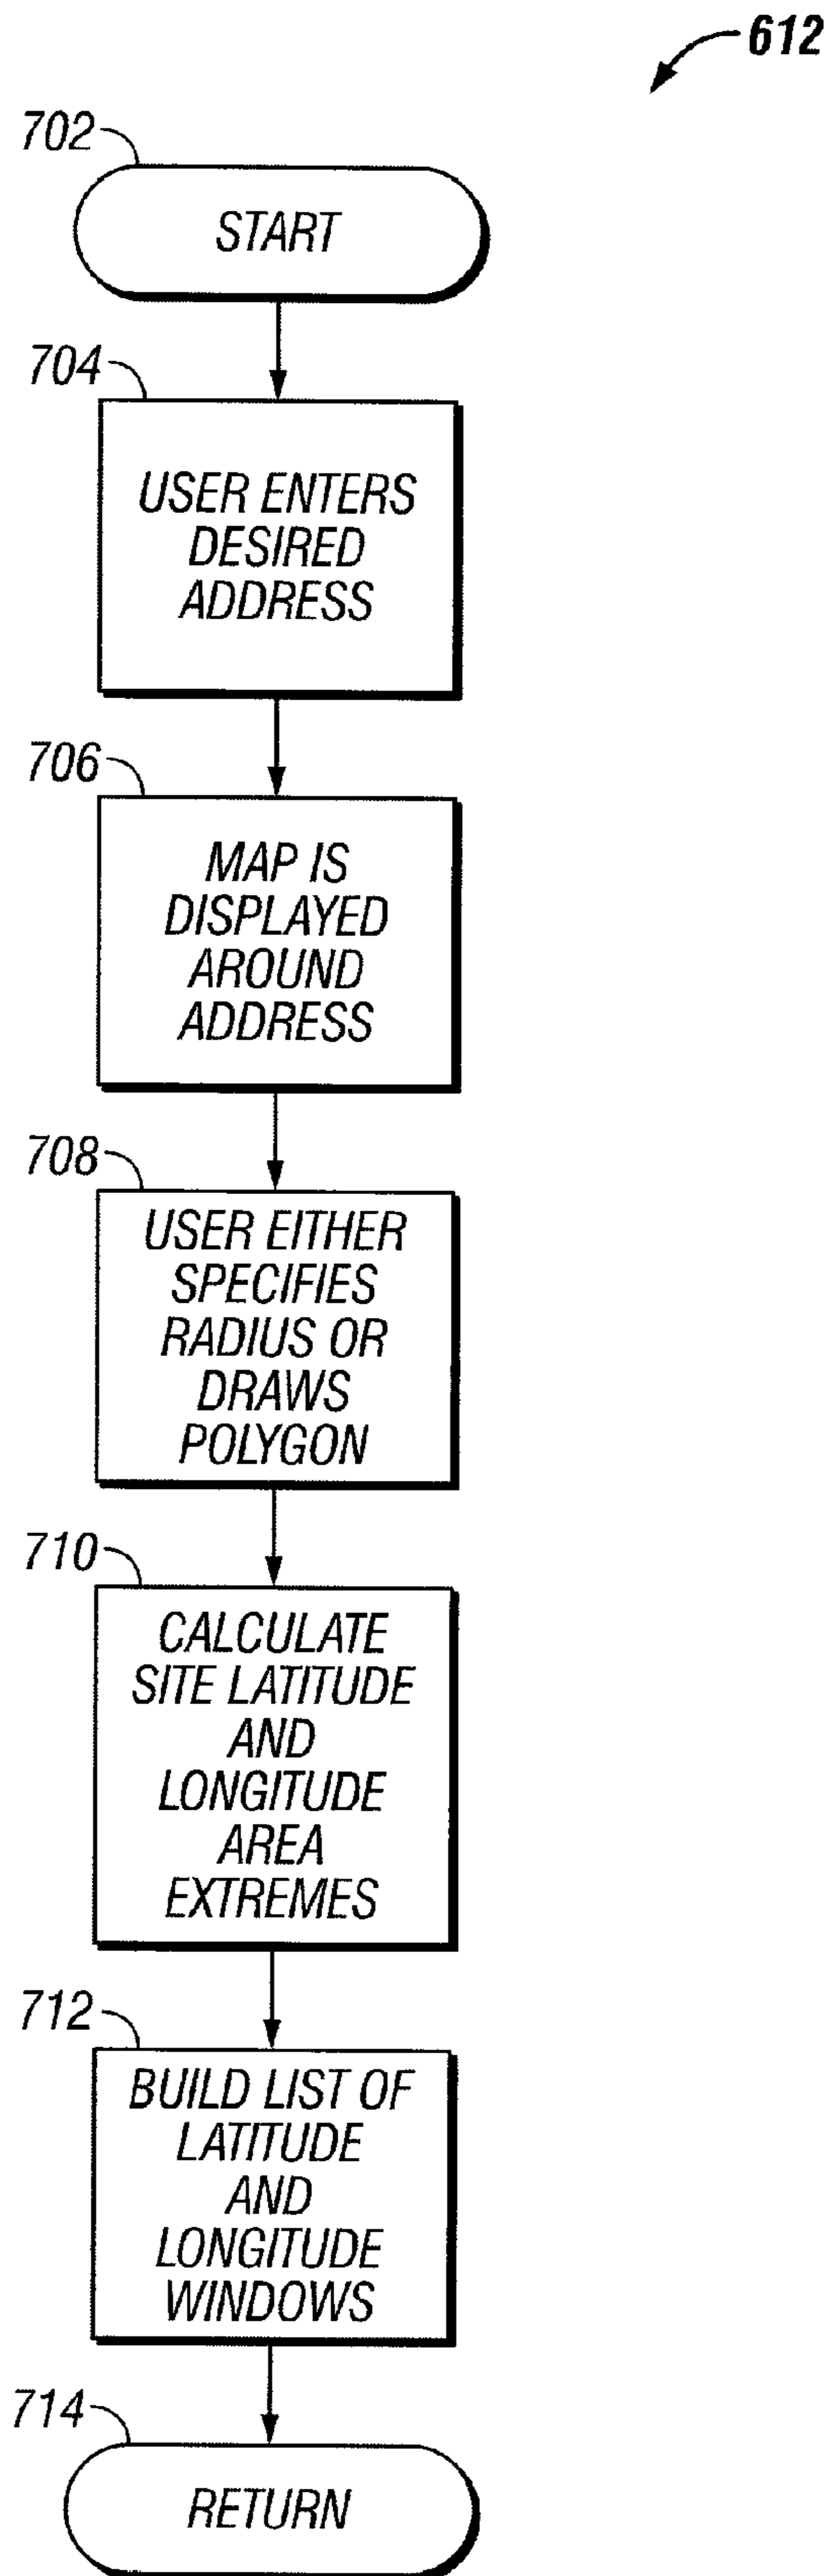 612
702
START
704
USER ENTERS
DESIRED
ADDRESS
706
MAP IS
DISPLAYED
AROUND
ADDRESS
708
USER EITHER
SPECIFIES
RADIUS OR
DRAWS
POLYGON
710
CALCULATE
SITE LATITUDE
AND
LONGITUDE
AREA
EXTREMES
712
BUILD LIST OF
LATITUDE
AND
LONGITUDE
WINDOWS
714
RETURN